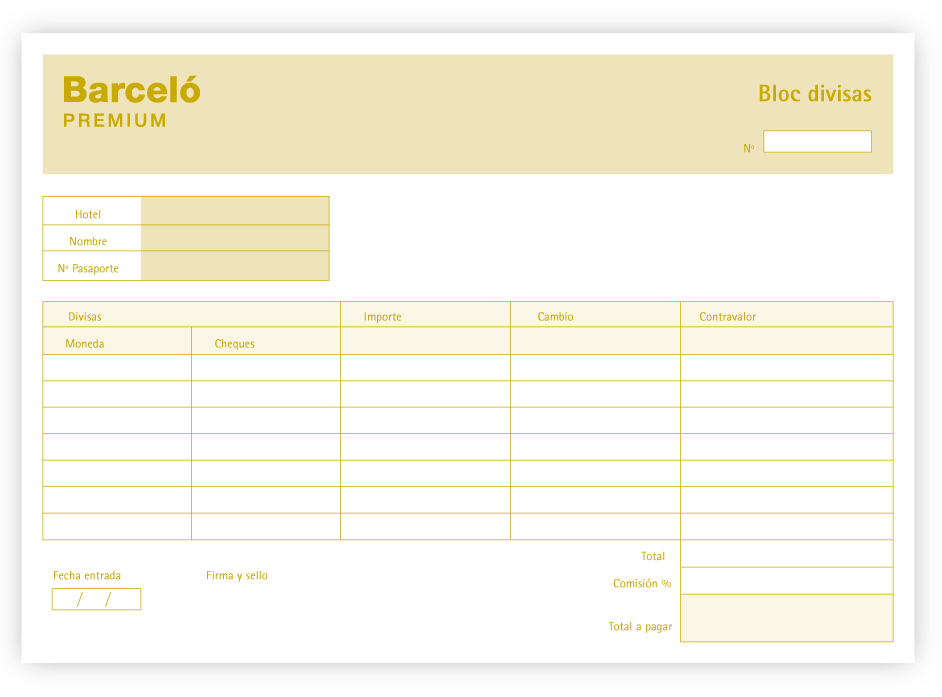 Barceló
PREMIUM
Bloc divisas
Nº
Hotel
Nombre
Nº Pasaporte
Divisas Importe Cambio Contravalor
Moneda Cheques
Total
Fecha entrada Firma y sello
Comisión %
/ /
Total a pagar